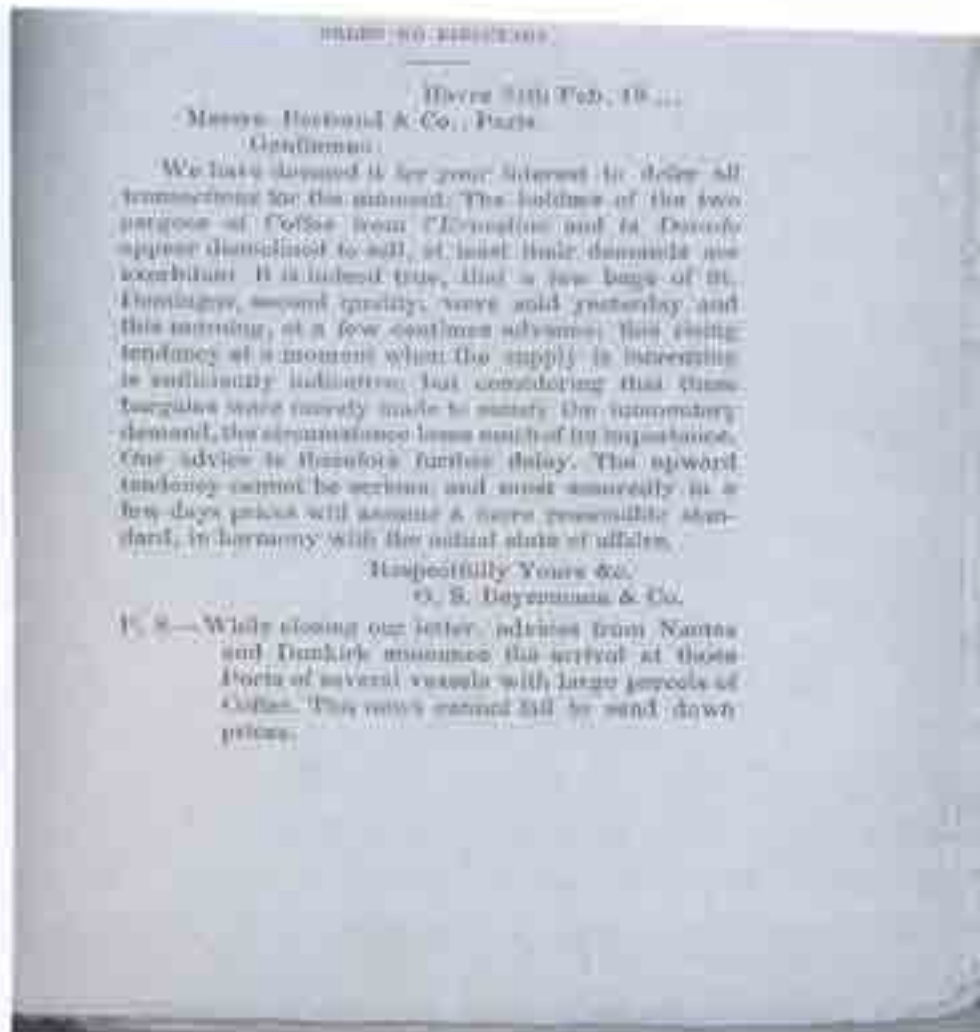 Havre Feb. 18....
Messrs. Bertrand & Co., Paris.
Gentlemen:
We have deemed it for your interest to defer all
transactions for the moment. The holders of the two
cargoes of Coffee from and la
appear disinclined to sell, at least their demands are
exorbitant. It is indeed true, that a few bags of St.
Domingue, second quality, were sold yesterday and
this morning, at a few centimes advance; this rising
tendency at a moment when the supply is
is sufficiently indicative; but considering that these
bargains were merely made to satisfy the momentary
demand, the circumstance loses much of its importance.
Our advice is therefore further delay. The upward
tendency cannot be serious, and most assuredly in a
few days prices will assume a more reasonable stan-
dard, in harmony with the actual state of affairs.
Respectfully Yours &c.
O. S. & Co.
P. S.—While closing our letter, advices from Nantes
and Dunkirk announce the arrival at those
Ports of several vessels with large parcels of
Coffee. This news cannot fail to send down
prices.